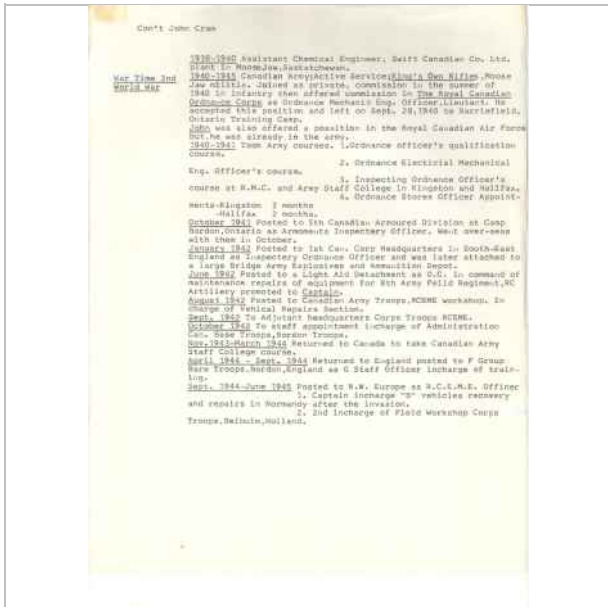 Con't John Cram
1938-1940 Assistant Chemical Engineer, Swift Canadian Co. Ltd.
plant in MooseJaw,Saskatchewan.
War Time 2nd
World War
1940-1945 Canadian Army;Active Service;King's Own Rifles,Moose
Jaw militia. Joined as private, commission in the summer of
1940 in infantry then offered commission in The Royal Canadian
Ordnance Corps as Ordnance Mechanic Eng. Officer,Lieutant. He
accepted this position and left on Sept. 28,1940 to Barriefield,
Ontario Training Camp.
John was also offered a position in the Royal Canadian Air Force
but he was already in the army.
1940-1941 Took Army courses. 1.Ordnance officer's qualification
course.
2. Ordnance Electricial Mechanical
Eng. Officer's course.
3. Inspecting Ordnance Officer's
course at R.M.C. and Army Staff College in Kingston and Halifax.
4. Ordnance Stores Officer Appoint-
ments-Kingston 3 months
-Halifax 2 months.
October 1941 Posted to 5th Canadian Armoured Division at Camp
Bordon,Ontario as Armoments Inspectery Officer. Went over-seas
with them in October.
January 1942 Posted to 1st Can. Corp Headquarters in South-East
England as Inspectery Ordnance Officer and was later attached to
a large Bridge Army Explosives and Ammunition Depot.
June 1942 Posted to a Light Aid Detachment as O.C. in command of
maintenance repairs of equipment for 8th Army Feild Regiment,RC
Artillery promoted to Captain.
August 1942 Posted to Canadian Army Troops,RCEME workshop. In
charge of Vehical Repairs Section.
Sept. 1942 To Adjutant Headquarters Corps Troops RCEME.
October 1942 To staff appointment incharge of Administration
Can. Base Troops,Bordon Troops.
Nov.1943-March 1944 Returned to Canada to take Canadian Army
Staff College course.
April 1944 - Sept. 1944 Returned to England posted to F Group
Base Troops,Bordon,England as G Staff Officer incharge of train-
ing.
Sept. 1944-June 1945 Posted to N.W. Europe as R.C.E.M.E. Officer
1. Captain incharge "B" vehicles recovery
and repairs in Normandy after the invasion.
2. 2nd incharge of Field Workshop Corps
Troops,Holland.